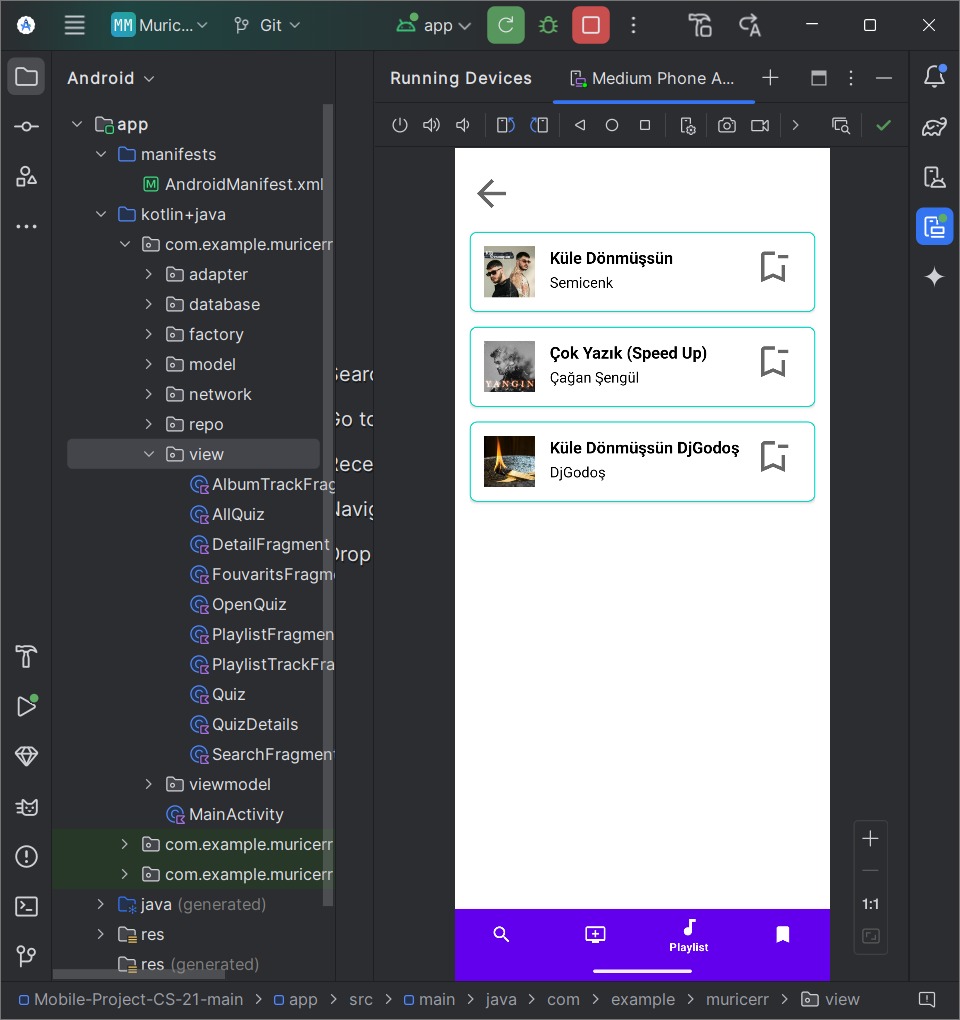 MM Muric... Git app
Android
Running Devices Medium Phone A...
app
manifests
AndroidManifest.xml
kotlin+java
com.example.muricerr
adapter
database
factory
model
network
repo
view
AlbumTrackFrag
AllQuiz
DetailFragment
FouvaritsFragm
OpenQuiz
PlaylistFragmen
PlaylistTrackFra
Quiz
QuizDetails
SearchFragment
viewmodel
MainActivity
com.example.muricerr
com.example.muricerr
java (generated)
res
res (generated)
Sear
Go to
Rece
Navig
Drop
Küle Dönmüşsün
Semicenk
Çok Yazık (Speed Up)
Çağan Şengül
YANGIN
Küle Dönmüşsün DjGodoş
DjGodoş
Playlist
1:1
Mobile-Project-CS-21-main > app > src > main > java > com > example > muricerr > view